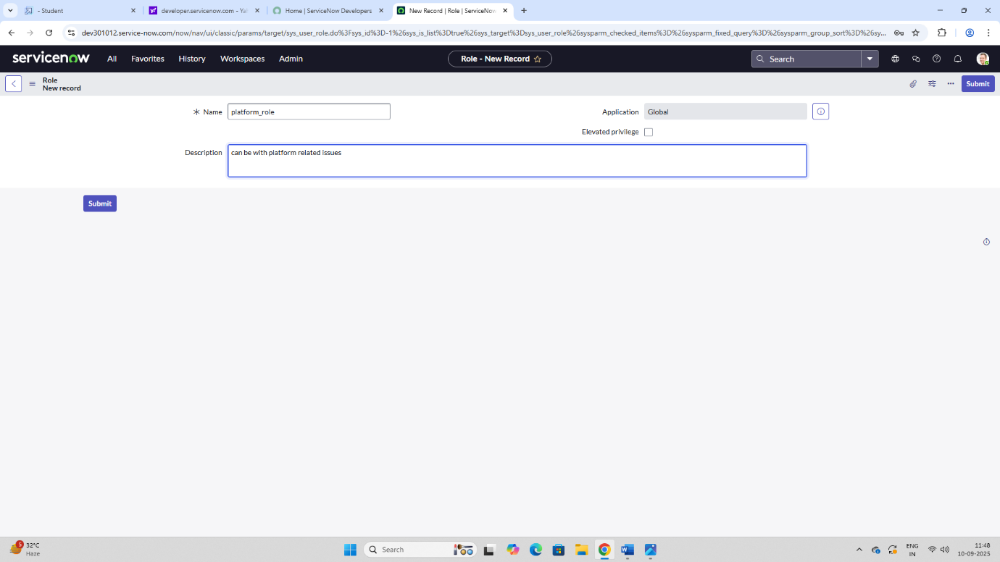 - Student
developer.servicenow.com - Ya
Home | ServiceNow Developers
New Record | Role | ServiceNow
dev301012.service-now.com/now/nav/ui/classic/params/target/sys_user_role.do%3Fsys_id%3D-1%26sys_is_list%3Dtrue%26sys_target%3Dsys_user_role%26sysparm_checked_items%3D%26sysparm_fixed_query%3D%26sysparm_group_sort%3D%26sy...
servicenow All Favorites History Workspaces Admin Role - New Record Search
Role
New record
Submit
Name platform_role Application Global
Elevated privilege
Description can be with platform related issues
Submit
5 32°C
Haze
Search
ENG
IN
11:48
10-09-2025